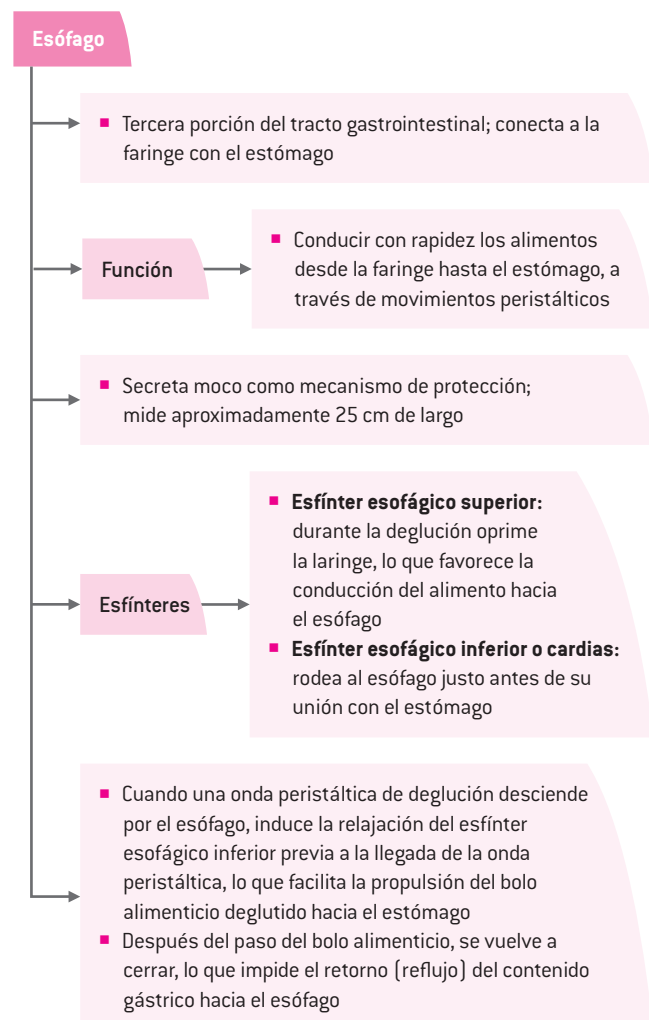 Esófago
▪ Tercera porción del tracto gastrointestinal; conecta a la
faringe con el estómago
Función
▪ Conducir con rapidez los alimentos
desde la faringe hasta el estómago, a
través de movimientos peristálticos
▪ Secreta moco como mecanismo de protección;
mide aproximadamente 25 cm de largo
Esfínteres
▪ Esfínter esofágico superior:
durante la deglución oprime
la laringe, lo que favorece la
conducción del alimento hacia
el esófago
▪ Esfínter esofágico inferior o cardias:
rodea al esófago justo antes de su
unión con el estómago
▪ Cuando una onda peristáltica de deglución desciende
por el esófago, induce la relajación del esfínter
esofágico inferior previa a la llegada de la onda
peristáltica, lo que facilita la propulsión del bolo
alimenticio deglutido hacia el estómago
▪ Después del paso del bolo alimenticio, se vuelve a
cerrar, lo que impide el retorno (reflujo) del contenido
gástrico hacia el esófago